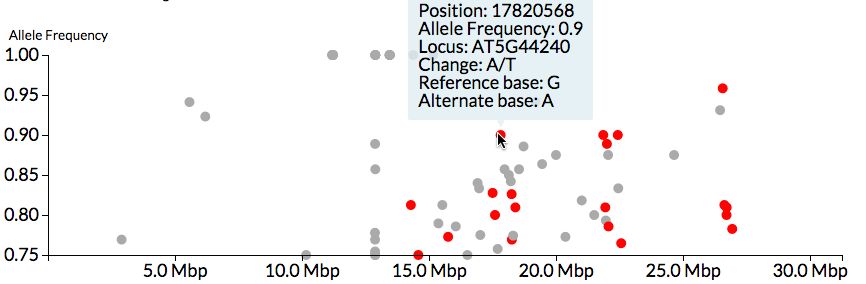 Position: 17820568
Allele Frequency: 0.9
Locus: AT5G44240
Change: A/T
Reference base: G
Alternate base: A
Allele Frequency
1.00
0.95
0.90
0.85
0.80
0.75
5.0 Mbp 10.0 Mbp 15.0 Mbp 20.0 Mbp 25.0 Mbp 30.0 Mbp